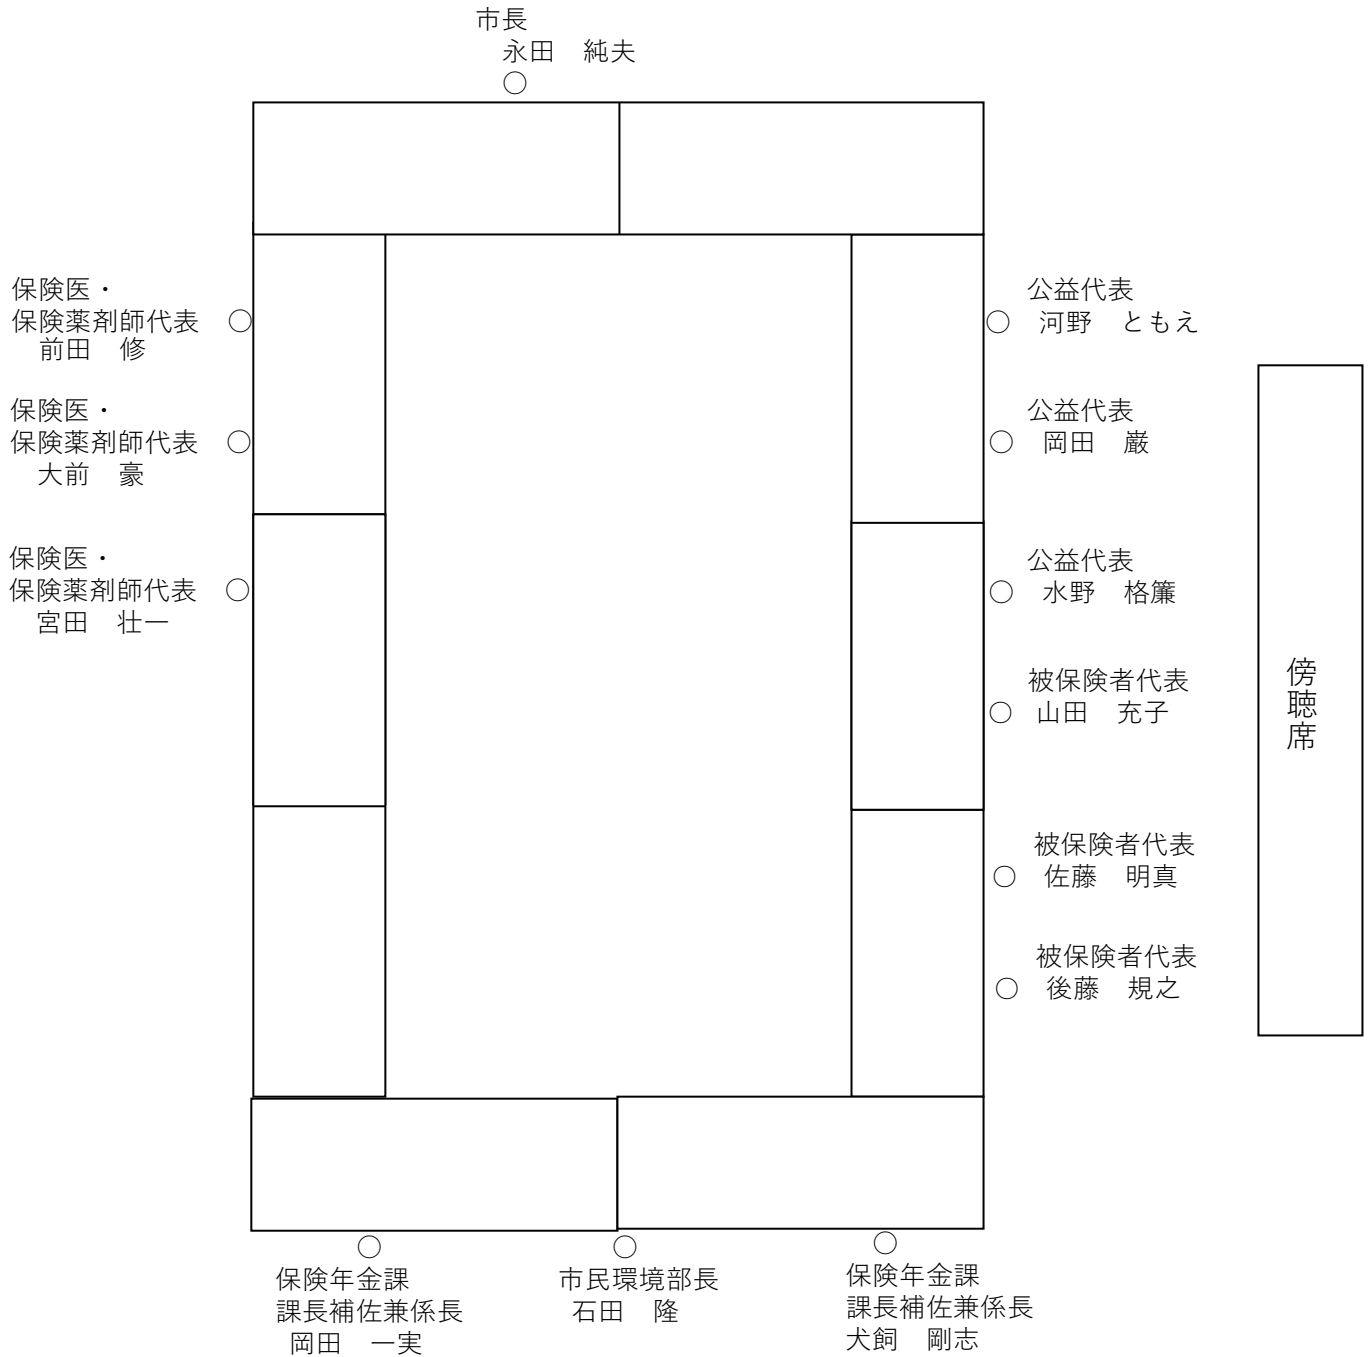 市長
永田　純夫
○
保険医・
保険薬剤師代表　○
前田　修
保険医・
保険薬剤師代表　○
大前　豪
保険医・
保険薬剤師代表　○
宮田　壮一
公益代表
○　河野　ともえ
公益代表
○　岡田　巌
公益代表
○　水野　格簾
被保険者代表
○　山田　充子
被保険者代表
○　佐藤　明真
被保険者代表
○　後藤　規之
傍聴席
○
保険年金課
課長補佐兼係長
岡田　一実
○
市民環境部長
石田　隆
○
保険年金課
課長補佐兼係長
犬飼　剛志